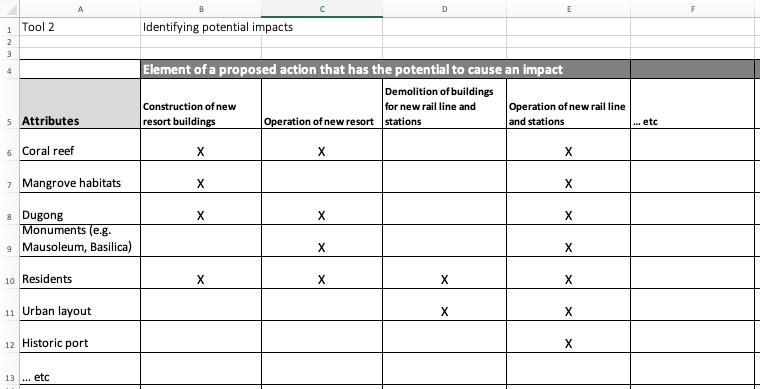 A B C D E F
1 Tool 2 Identifying potential impacts
2
3
4 Element of a proposed action that has the potential to cause an impact
Demolition of buildings
Construction of new for new rail line and Operation of new rail line
5 Attributes resort buildings Operation of new resort stations and stations ... etc
6 Coral reef X X X
7 Mangrove habitats X X
8 Dugong X X X
Monuments (e.g.
9 Mausoleum, Basilica) X X
10 Residents X X X X
11 Urban layout X X
12 Historic port X
13 ... etc